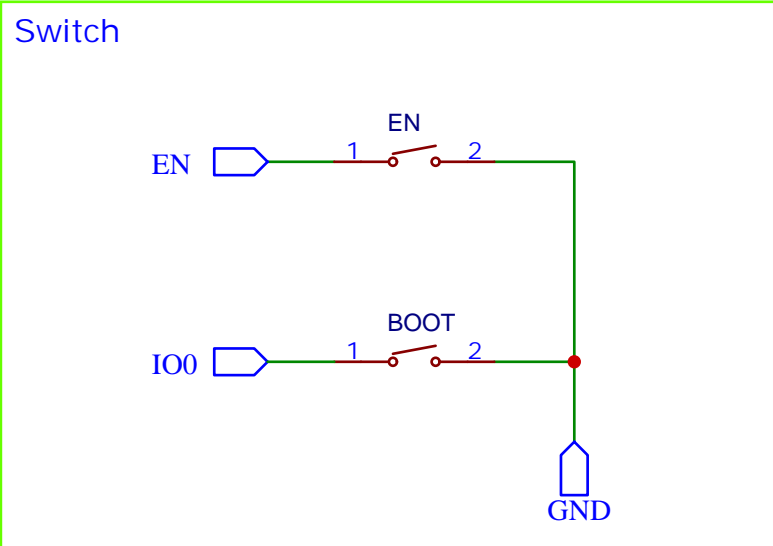 Switch
EN
EN 1 2
BOOT
IO0 1 2
GND